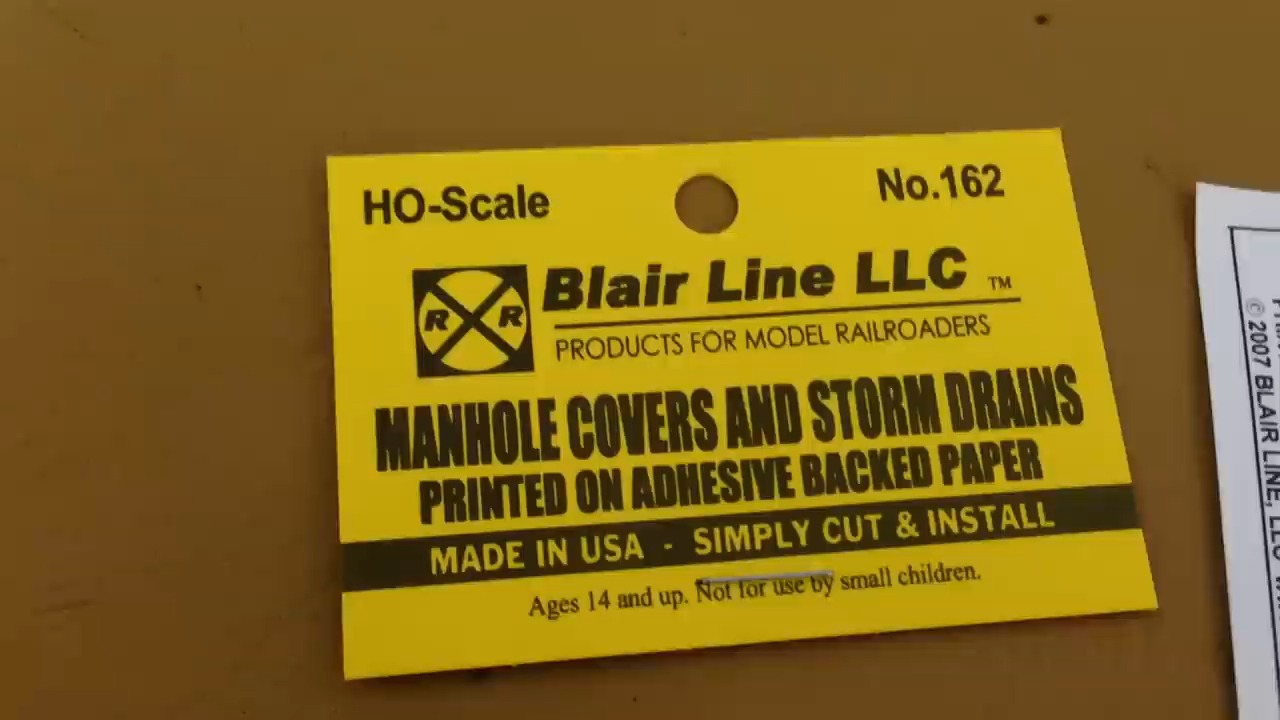 HO-Scale
No.162
R R
Blair Line LLC ™
PRODUCTS FOR MODEL RAILROADERS
MANHOLE COVERS AND STORM DRAINS
PRINTED ON ADHESIVE BACKED PAPER
MADE IN USA - SIMPLY CUT & INSTALL
Ages 14 and up. Not for use by small children.
© 2007 BLAIR LINE, LLC